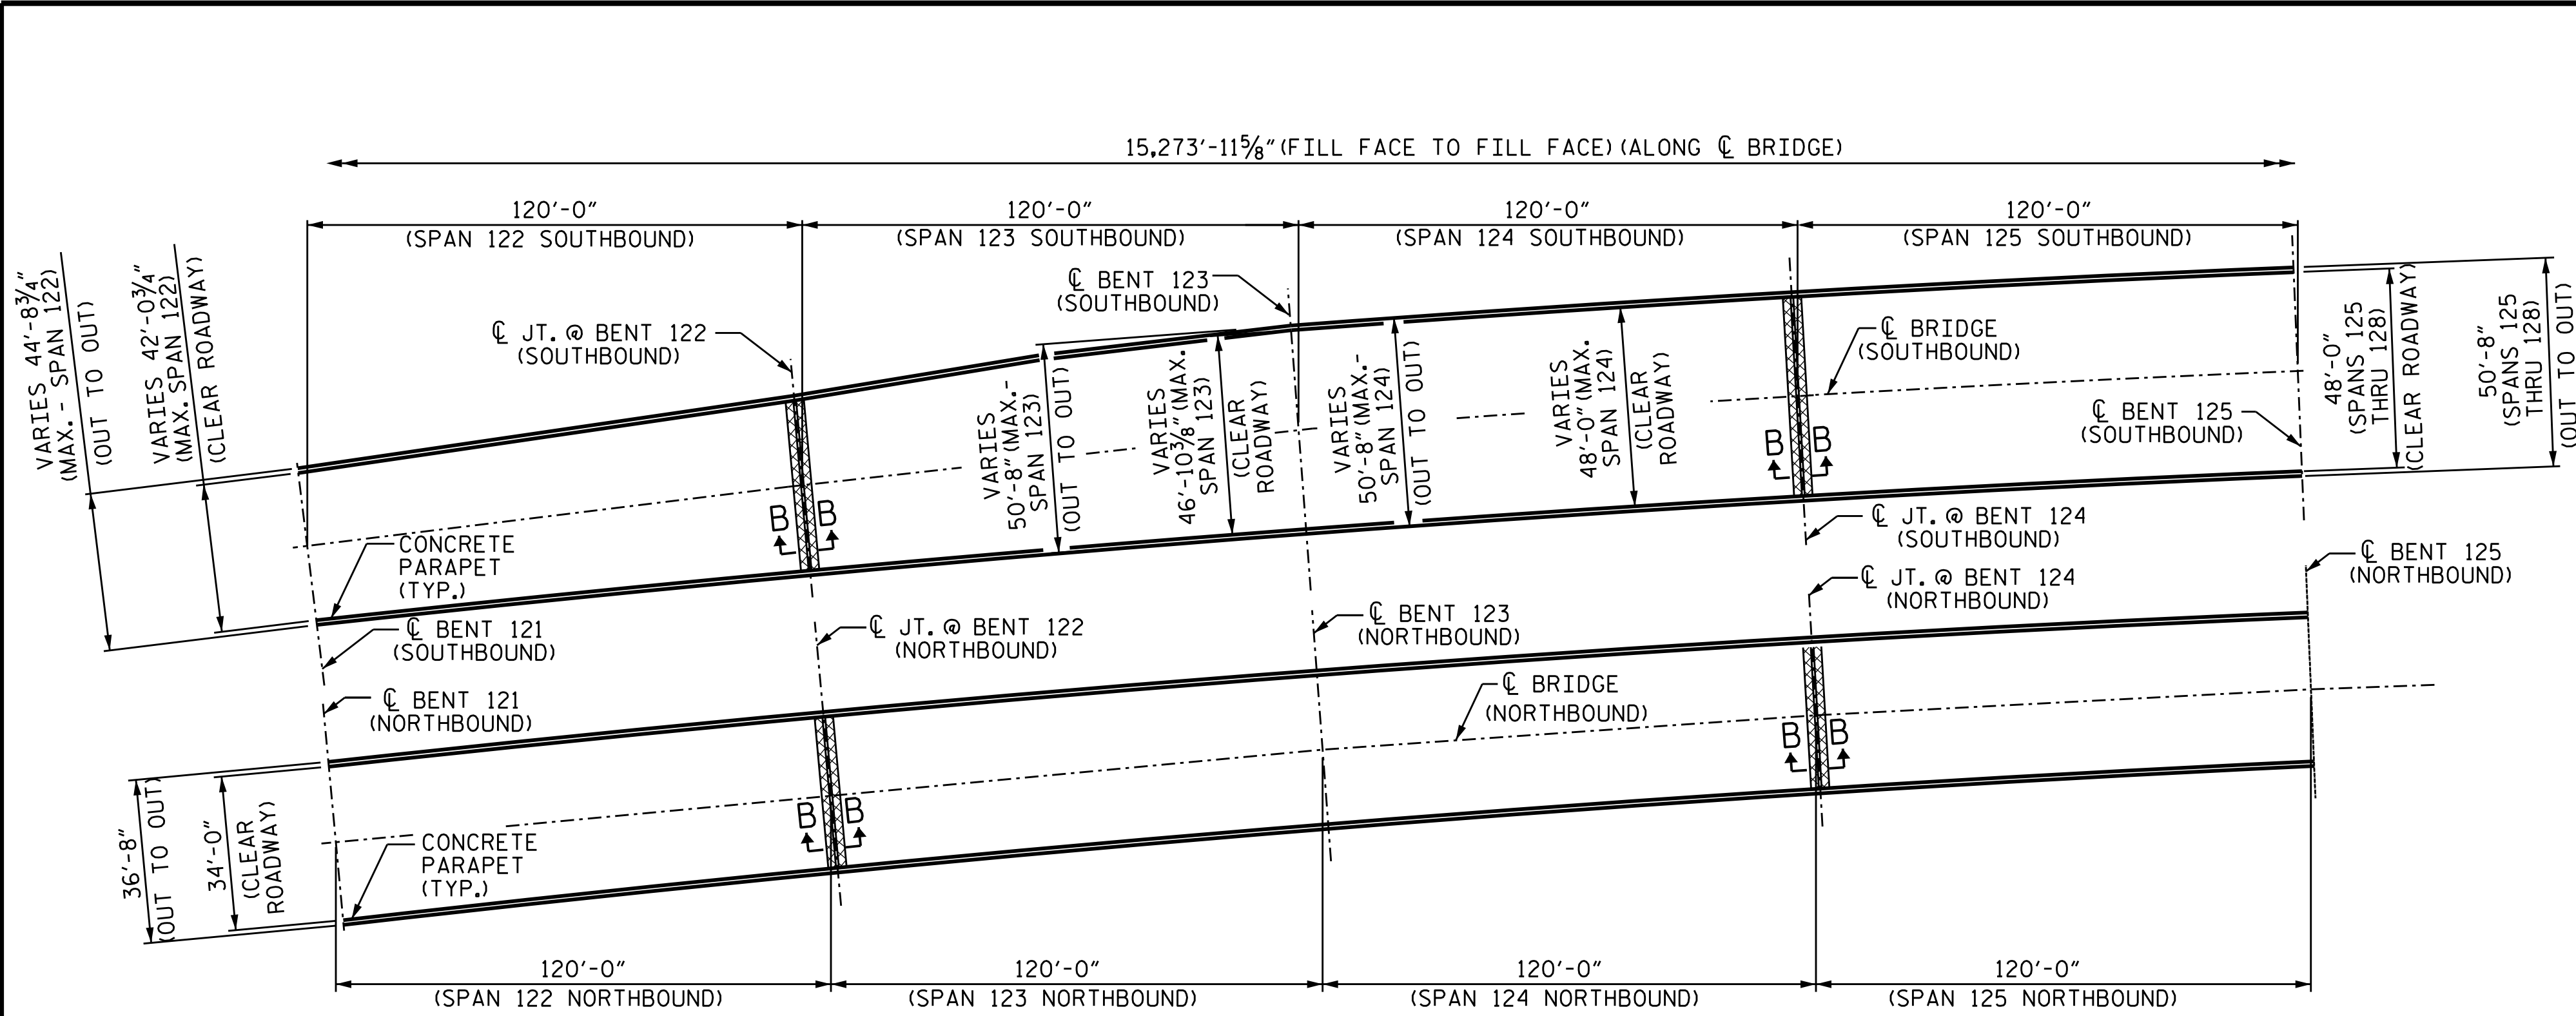 15,273'-11⅝" (FILL FACE TO FILL FACE) (ALONG ℄ BRIDGE)
120'-0"
(SPAN 122 SOUTHBOUND)
120'-0"
(SPAN 123 SOUTHBOUND)
120'-0"
(SPAN 124 SOUTHBOUND)
120'-0"
(SPAN 125 SOUTHBOUND)
VARIES 44'-8¾"
(MAX. - SPAN 122)
(OUT TO OUT)
VARIES 42'-0¾"
(MAX. SPAN 122)
(CLEAR ROADWAY)
℄ JT. @ BENT 122
(SOUTHBOUND)
℄ BENT 123
(SOUTHBOUND)
VARIES
50'-8" (MAX.-
SPAN 123)
(OUT TO OUT)
VARIES
46'-10⅜" (MAX.
SPAN 123)
(CLEAR
ROADWAY)
VARIES
50'-8" (MAX.-
SPAN 124)
(OUT TO OUT)
VARIES
48'-0" (MAX.
SPAN 124)
(CLEAR
ROADWAY)
℄ BRIDGE
(SOUTHBOUND)
℄ BENT 125
(SOUTHBOUND)
48'-0"
(SPANS 125
THRU 128)
(CLEAR ROADWAY)
50'-8"
(SPANS 125
THRU 128)
(OUT TO OUT)
B B
B B
CONCRETE
PARAPET
(TYP.)
℄ JT. @ BENT 124
(SOUTHBOUND)
℄ BENT 121
(SOUTHBOUND)
℄ JT. @ BENT 122
(NORTHBOUND)
℄ BENT 123
(NORTHBOUND)
℄ JT. @ BENT 124
(NORTHBOUND)
℄ BENT 125
(NORTHBOUND)
℄ BENT 121
(NORTHBOUND)
℄ BRIDGE
(NORTHBOUND)
B B
B B
36'-8"
(OUT TO OUT)
34'-0"
(CLEAR
ROADWAY)
CONCRETE
PARAPET
(TYP.)
120'-0"
(SPAN 122 NORTHBOUND)
120'-0"
(SPAN 123 NORTHBOUND)
120'-0"
(SPAN 124 NORTHBOUND)
120'-0"
(SPAN 125 NORTHBOUND)